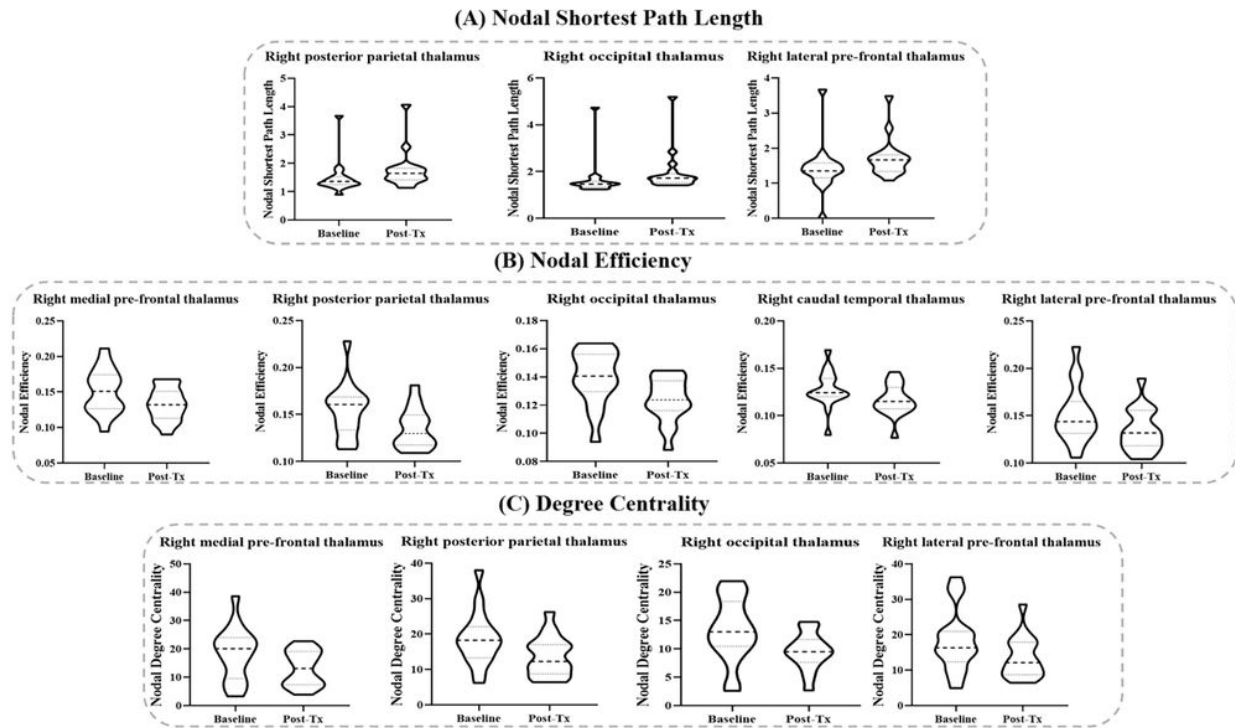 (A) Nodal Shortest Path Length
Right posterior parietal thalamus
Nodal Shortest Path Length
5
4
3
2
1
0
Baseline Post-Tx
Right occipital thalamus
Nodal Shortest Path Length
6
4
2
0
Baseline Post-Tx
Right lateral pre-frontal thalamus
Nodal Shortest Path Length
4
3
2
1
0
Baseline Post-Tx
(B) Nodal Efficiency
Right medial pre-frontal thalamus
Nodal Efficiency
0.25
0.20
0.15
0.10
0.05
Baseline Post-Tx
Right posterior parietal thalamus
Nodal Efficiency
0.25
0.20
0.15
0.10
Baseline Post-Tx
Right occipital thalamus
Nodal Efficiency
0.18
0.16
0.14
0.12
0.10
0.08
Baseline Post-Tx
Right caudal temporal thalamus
Nodal Efficiency
0.20
0.15
0.10
0.05
Baseline Post-Tx
Right lateral pre-frontal thalamus
Nodal Efficiency
0.25
0.20
0.15
0.10
Baseline Post-Tx
(C) Degree Centrality
Right medial pre-frontal thalamus
Nodal Degree Centrality
50
40
30
20
10
0
Baseline Post-Tx
Right posterior parietal thalamus
Nodal Degree Centrality
40
30
20
10
0
Baseline Post-Tx
Right occipital thalamus
Nodal Degree Centrality
25
20
15
10
5
0
Baseline Post-Tx
Right lateral pre-frontal thalamus
Nodal Degree Centrality
40
30
20
10
0
Baseline Post-Tx